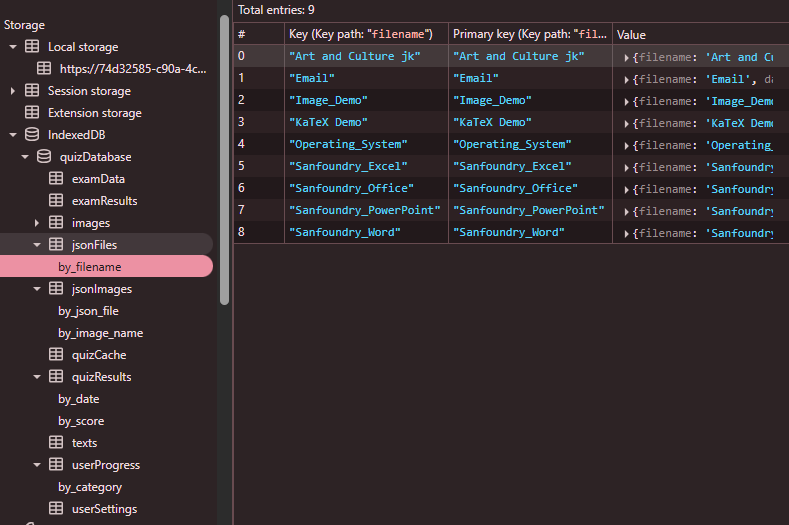 Storage
Local storage
https://74d32585-c90a-4c...
Session storage
Extension storage
IndexedDB
quizDatabase
examData
examResults
images
jsonFiles
by_filename
jsonImages
by_json_file
by_image_name
quizCache
quizResults
by_date
by_score
texts
userProgress
by_category
userSettings
Total entries: 9
# Key (Key path: "filename") Primary key (Key path: "fil... Value
0 "Art and Culture jk" "Art and Culture jk" {filename: 'Art and Cu
1 "Email" "Email" {filename: 'Email', da
2 "Image_Demo" "Image_Demo" {filename: 'Image_Demo
3 "KaTeX Demo" "KaTeX Demo" {filename: 'KaTeX Demo
4 "Operating_System" "Operating_System" {filename: 'Operating_
5 "Sanfoundry_Excel" "Sanfoundry_Excel" {filename: 'Sanfoundry
6 "Sanfoundry_Office" "Sanfoundry_Office" {filename: 'Sanfoundry
7 "Sanfoundry_PowerPoint" "Sanfoundry_PowerPoint" {filename: 'Sanfoundry
8 "Sanfoundry_Word" "Sanfoundry_Word" {filename: 'Sanfoundry